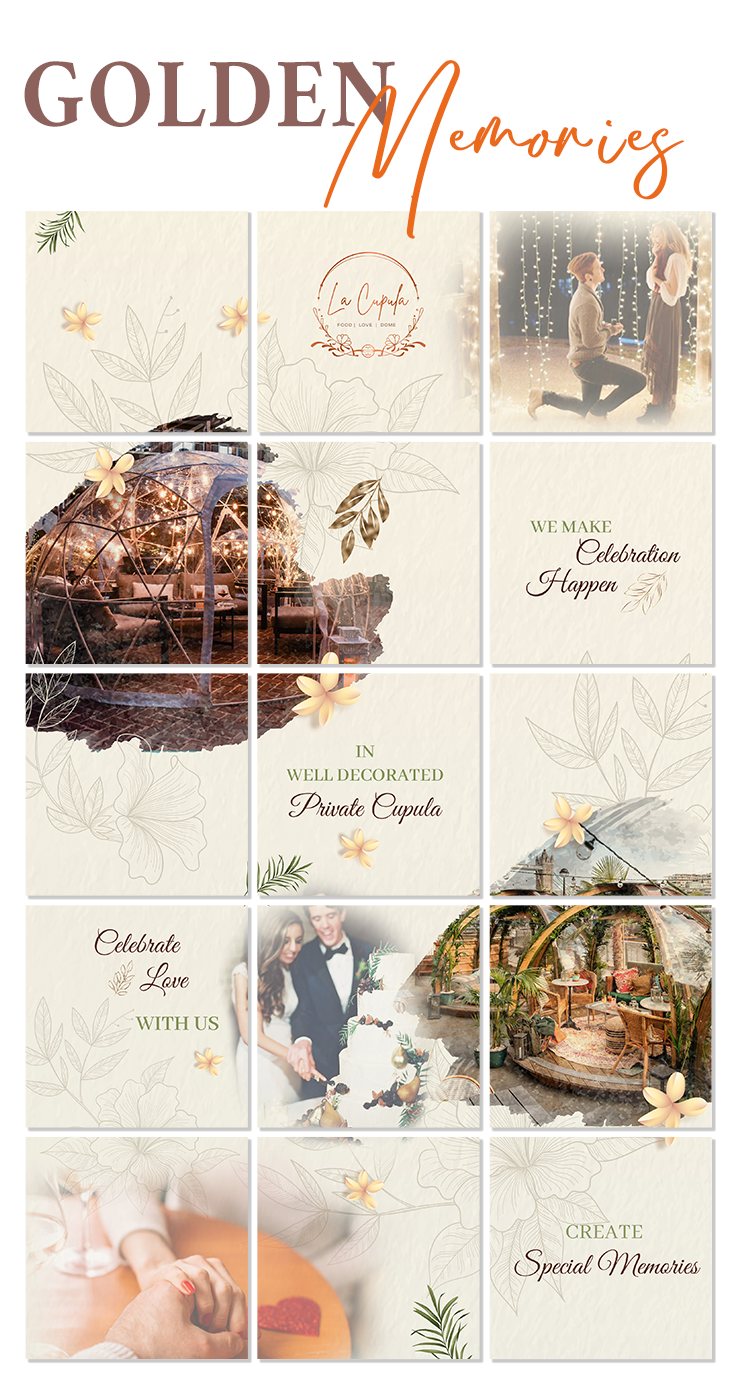 GOLDEN
Memories
La Cupula
FOOD | LOVE | DOME
WE MAKE
Celebration
Happen
IN
WELL DECORATED
Private Cupula
Celebrate
Love
WITH US
CREATE
Special Memories